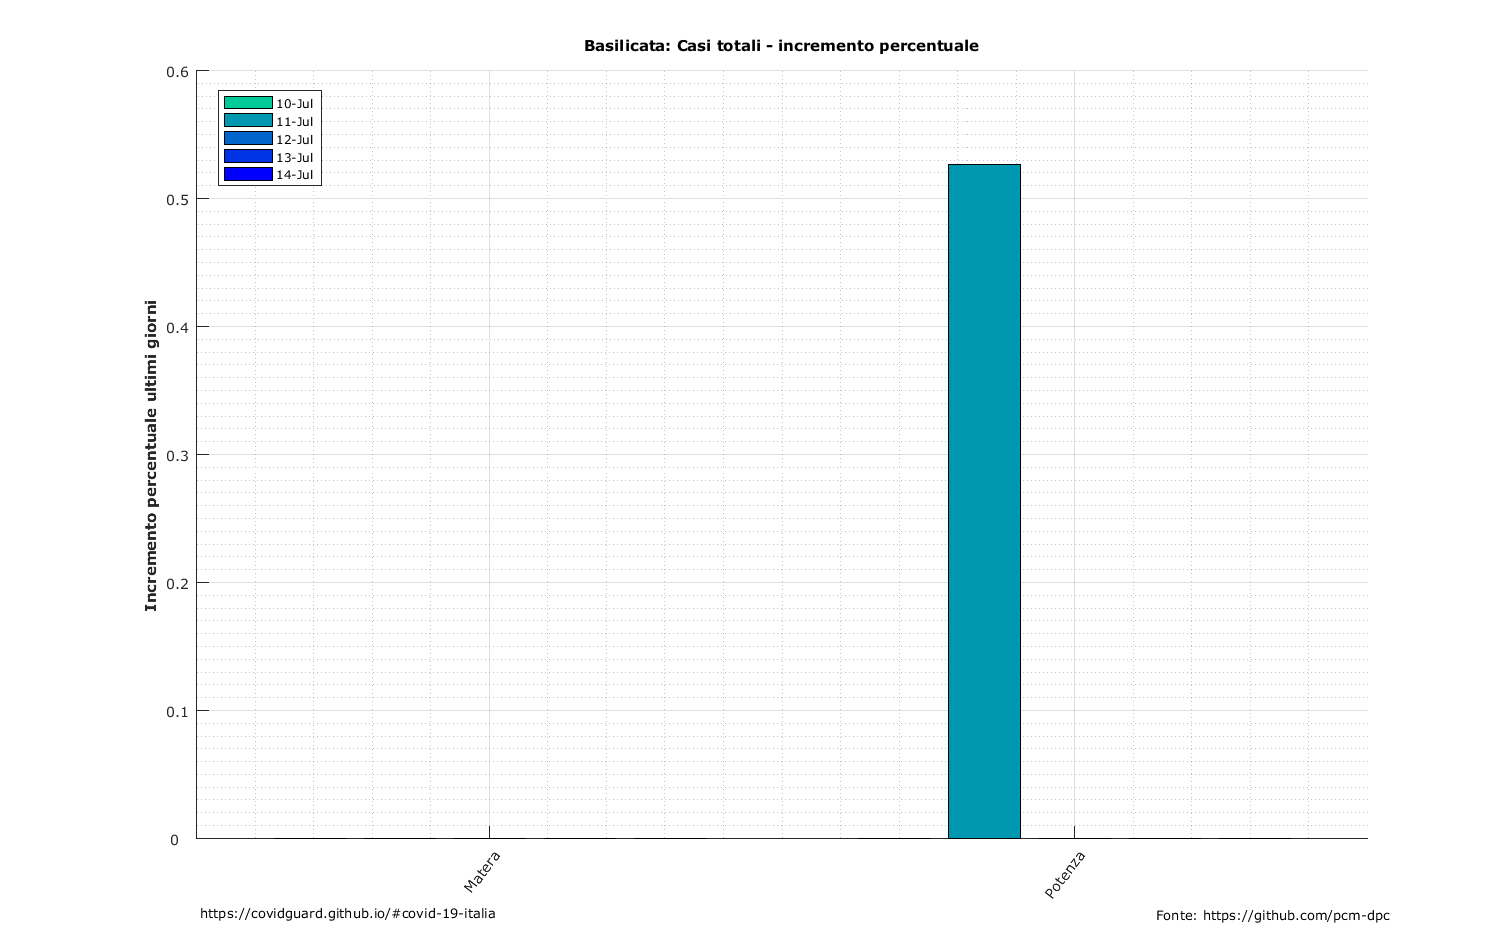 Basilicata: Casi totali - incremento percentuale
0.6
0.5
0.4
0.3
0.2
0.1
0
Incremento percentuale ultimi giorni
10-Jul
11-Jul
12-Jul
13-Jul
14-Jul
Matera
Potenza
https://covidguard.github.io/#covid-19-italia
Fonte: https://github.com/pcm-dpc